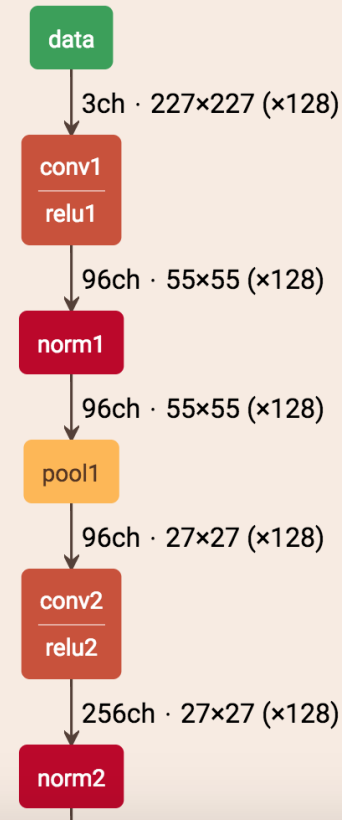 data
3ch · 227×227 (×128)
conv1
relu1
96ch · 55×55 (×128)
norm1
96ch · 55×55 (×128)
pool1
96ch · 27×27 (×128)
conv2
relu2
256ch · 27×27 (×128)
norm2